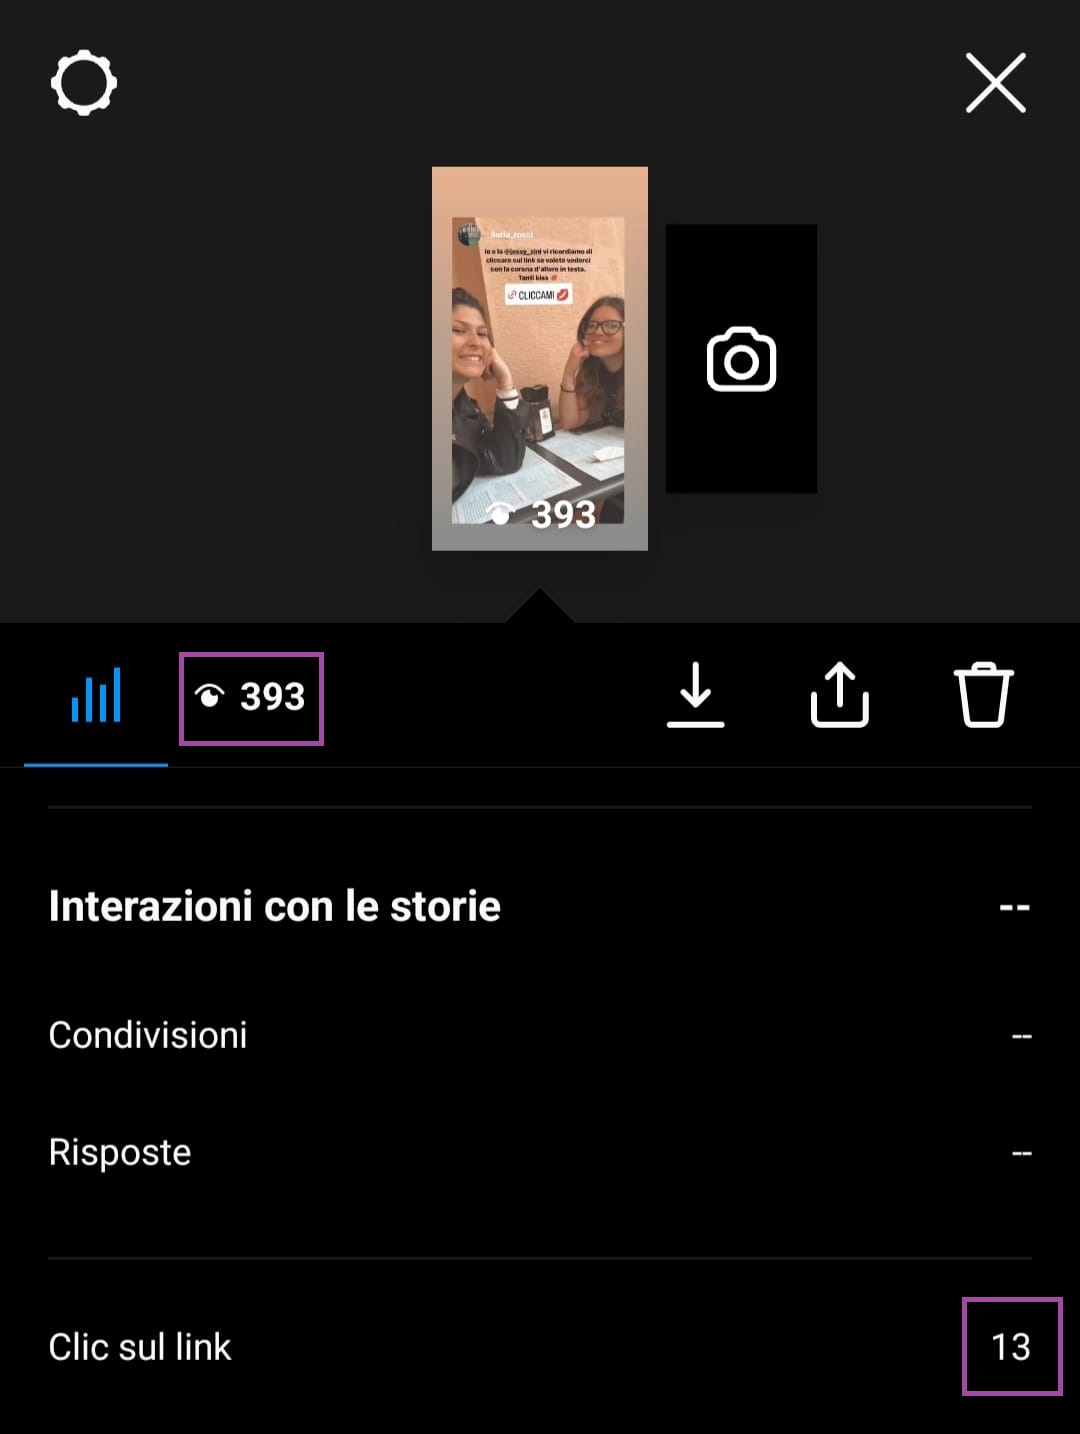 _ilaria_rossi
Io e la @jessy_zini vi ricordiamo di
cliccare sul link se volete vederci
con la corona d'alloro in testa.
Tanti kiss 💋
CLICCAMI 💋
393
393
Interazioni con le storie --
Condivisioni --
Risposte --
Clic sul link 13